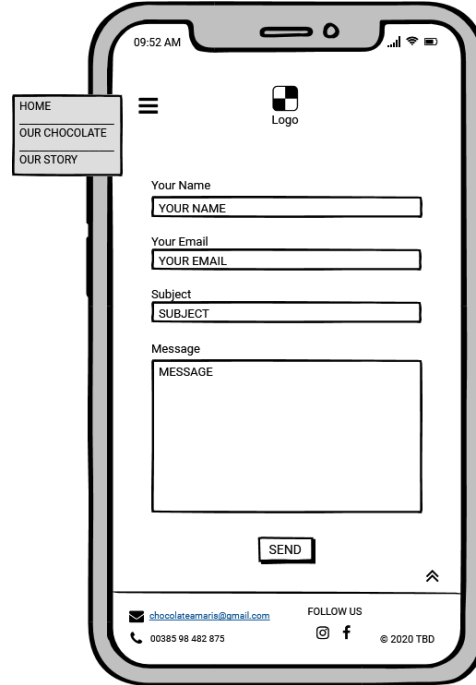 09:52 AM
HOME
OUR CHOCOLATE
OUR STORY
Logo
Your Name
YOUR NAME
Your Email
YOUR EMAIL
Subject
SUBJECT
Message
MESSAGE
SEND
chocolateamaris@gmail.com
00385 98 482 875
FOLLOW US
© 2020 TBD